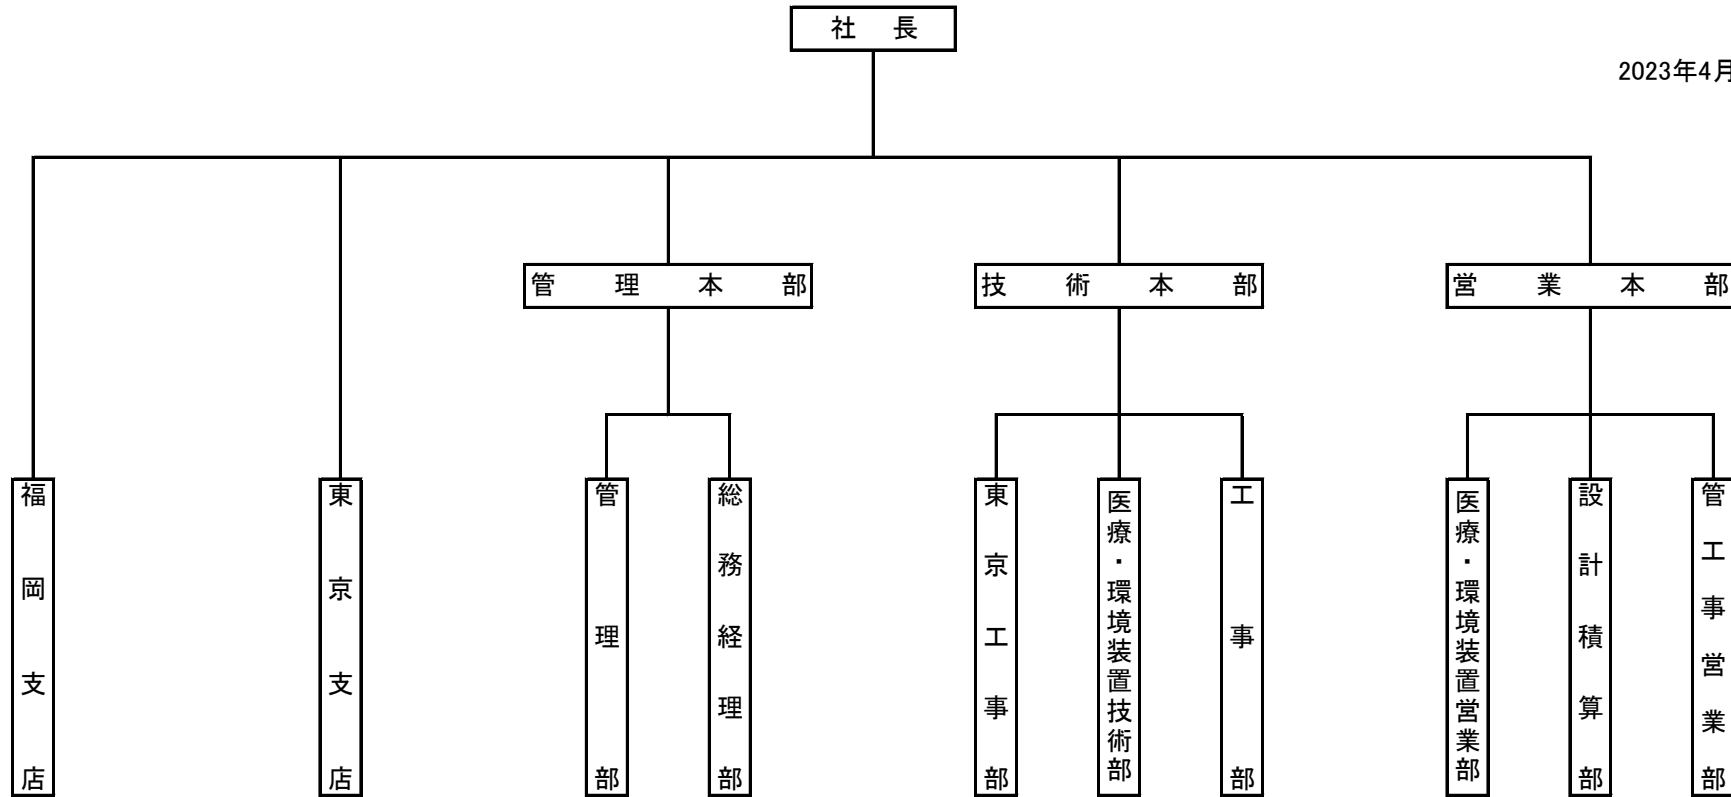 社長
2023年4月
管理本部
技術本部
営業本部
福岡支店
東京支店
管理部
総務経理部
東京工事部
医療・環境装置技術部
工事部
医療・環境装置営業部
設計積算部
管工事営業部